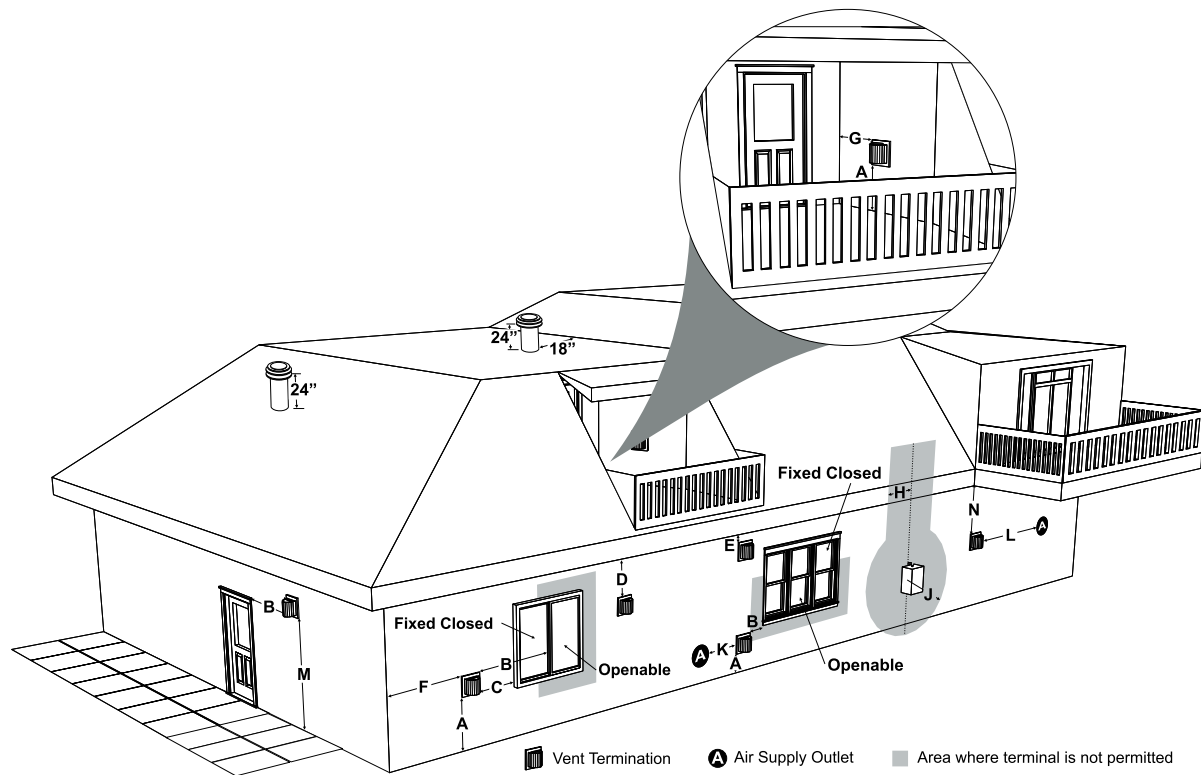 G
A
24”
18”
24”
Fixed Closed
H
N
L
A
E
D
J
B
Fixed Closed
B
B
K
A
A
Openable
Openable
M
F
C
A
Vent Termination
A Air Supply Outlet
Area where terminal is not permitted